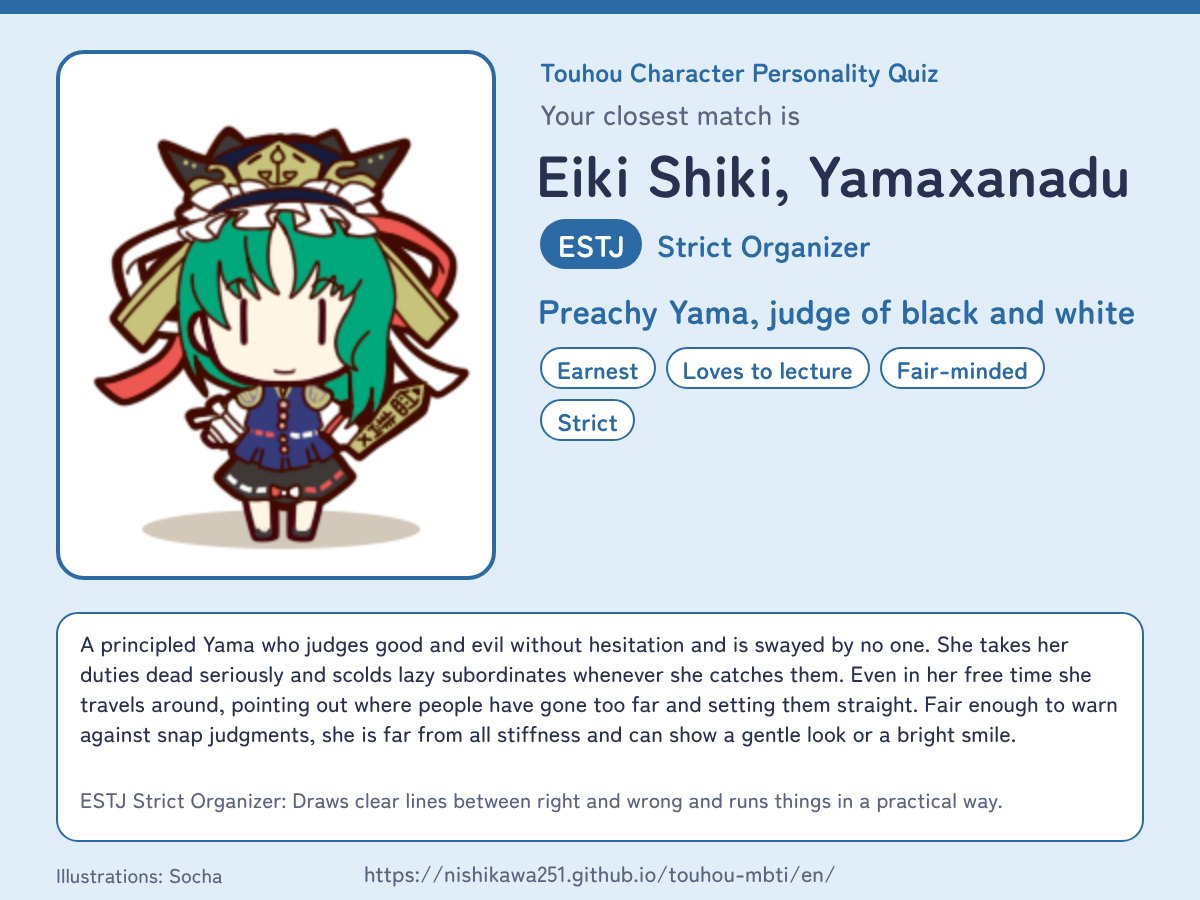 Touhou Character Personality Quiz
Your closest match is
Eiki Shiki, Yamaxanadu
ESTJ Strict Organizer
Preachy Yama, judge of black and white
Earnest Loves to lecture Fair-minded
Strict
A principled Yama who judges good and evil without hesitation and is swayed by no one. She takes her
duties dead seriously and scolds lazy subordinates whenever she catches them. Even in her free time she
travels around, pointing out where people have gone too far and setting them straight. Fair enough to warn
against snap judgments, she is far from all stiffness and can show a gentle look or a bright smile.
ESTJ Strict Organizer: Draws clear lines between right and wrong and runs things in a practical way.
Illustrations: Socha https://nishikawa251.github.io/touhou-mbti/en/